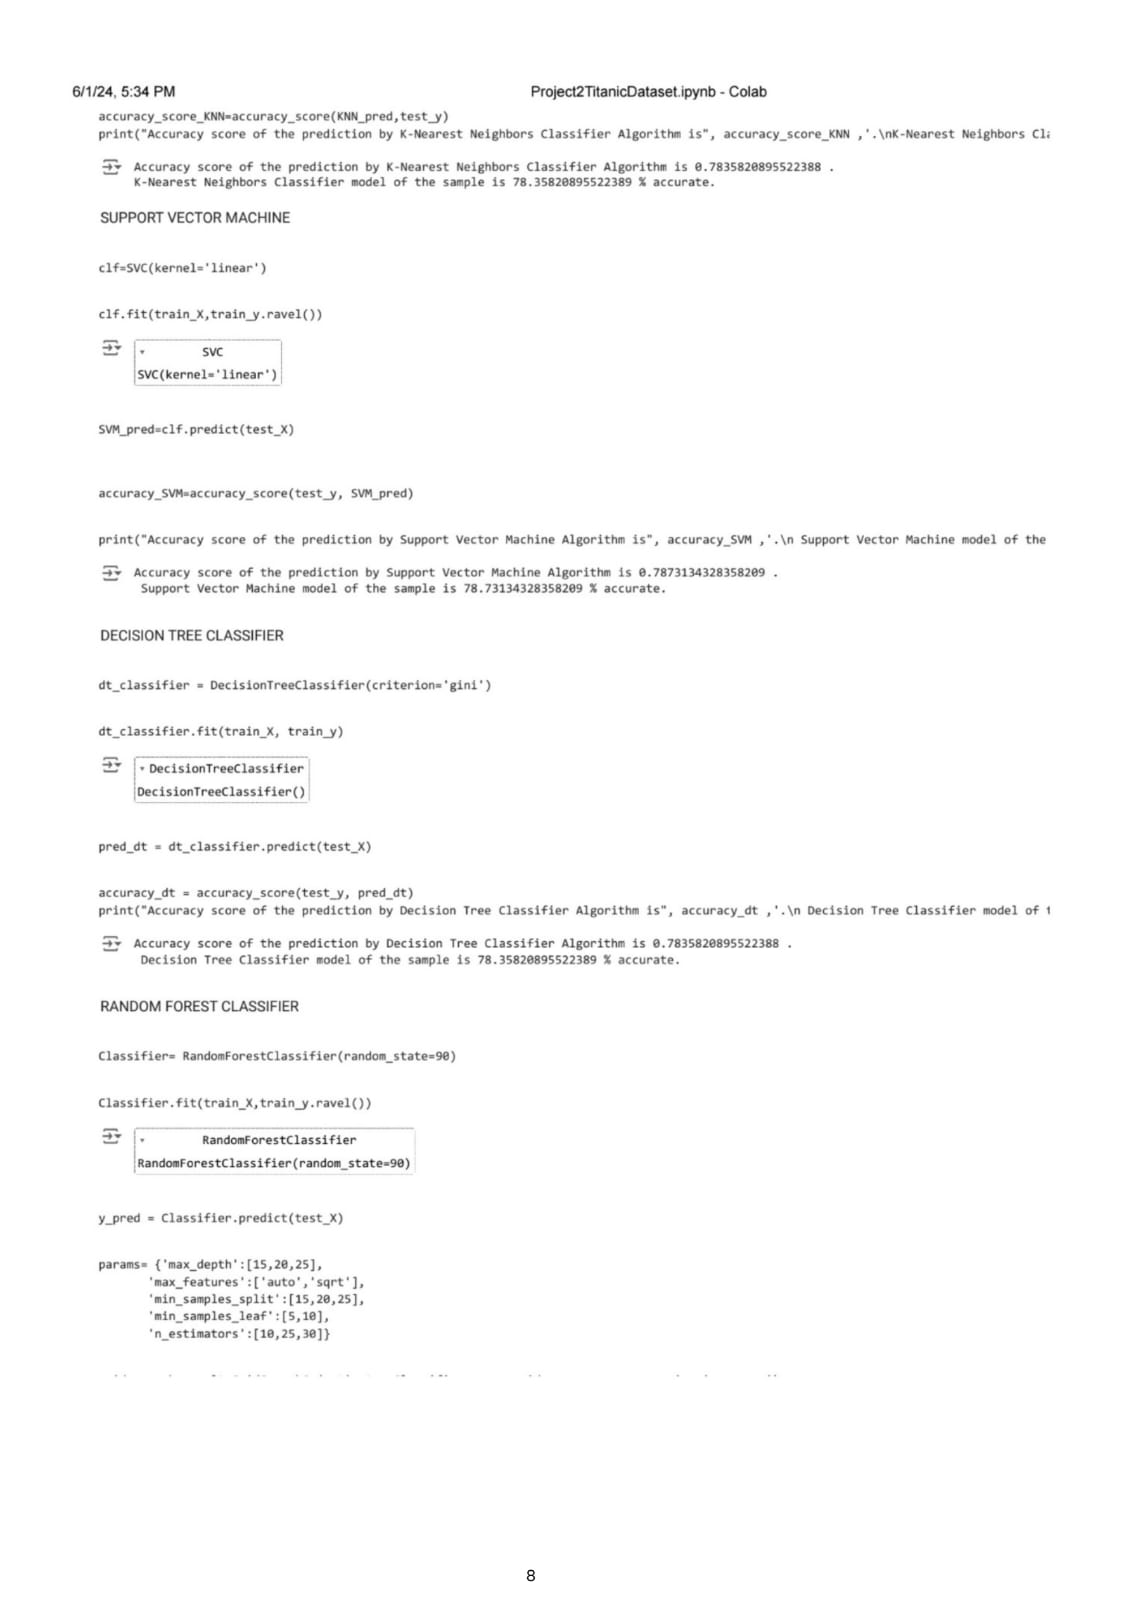 6/1/24, 5:34 PM Project2TitanicDataset.ipynb - Colab
accuracy_score_KNN=accuracy_score(KNN_pred,test_y)
print("Accuracy score of the prediction by K-Nearest Neighbors Classifier Algorithm is", accuracy_score_KNN ,'.\nK-Nearest Neighbors Cla
Accuracy score of the prediction by K-Nearest Neighbors Classifier Algorithm is 0.7835820895522388 .
K-Nearest Neighbors Classifier model of the sample is 78.35820895522389 % accurate.
SUPPORT VECTOR MACHINE
clf=SVC(kernel='linear')
clf.fit(train_X,train_y.ravel())
SVC
SVC(kernel='linear')
SVM_pred=clf.predict(test_X)
accuracy_SVM=accuracy_score(test_y, SVM_pred)
print("Accuracy score of the prediction by Support Vector Machine Algorithm is", accuracy_SVM ,'.\n Support Vector Machine model of the
Accuracy score of the prediction by Support Vector Machine Algorithm is 0.7873134328358209 .
Support Vector Machine model of the sample is 78.73134328358209 % accurate.
DECISION TREE CLASSIFIER
dt_classifier = DecisionTreeClassifier(criterion='gini')
dt_classifier.fit(train_X, train_y)
DecisionTreeClassifier
DecisionTreeClassifier()
pred_dt = dt_classifier.predict(test_X)
accuracy_dt = accuracy_score(test_y, pred_dt)
print("Accuracy score of the prediction by Decision Tree Classifier Algorithm is", accuracy_dt ,'.\n Decision Tree Classifier model of
Accuracy score of the prediction by Decision Tree Classifier Algorithm is 0.7835820895522388 .
Decision Tree Classifier model of the sample is 78.35820895522389 % accurate.
RANDOM FOREST CLASSIFIER
Classifier= RandomForestClassifier(random_state=90)
Classifier.fit(train_X,train_y.ravel())
RandomForestClassifier
RandomForestClassifier(random_state=90)
y_pred = Classifier.predict(test_X)
params= {'max_depth':[15,20,25],
'max_features':['auto','sqrt'],
'min_samples_split':[15,20,25],
'min_samples_leaf':[5,10],
'n_estimators':[10,25,30]}
8